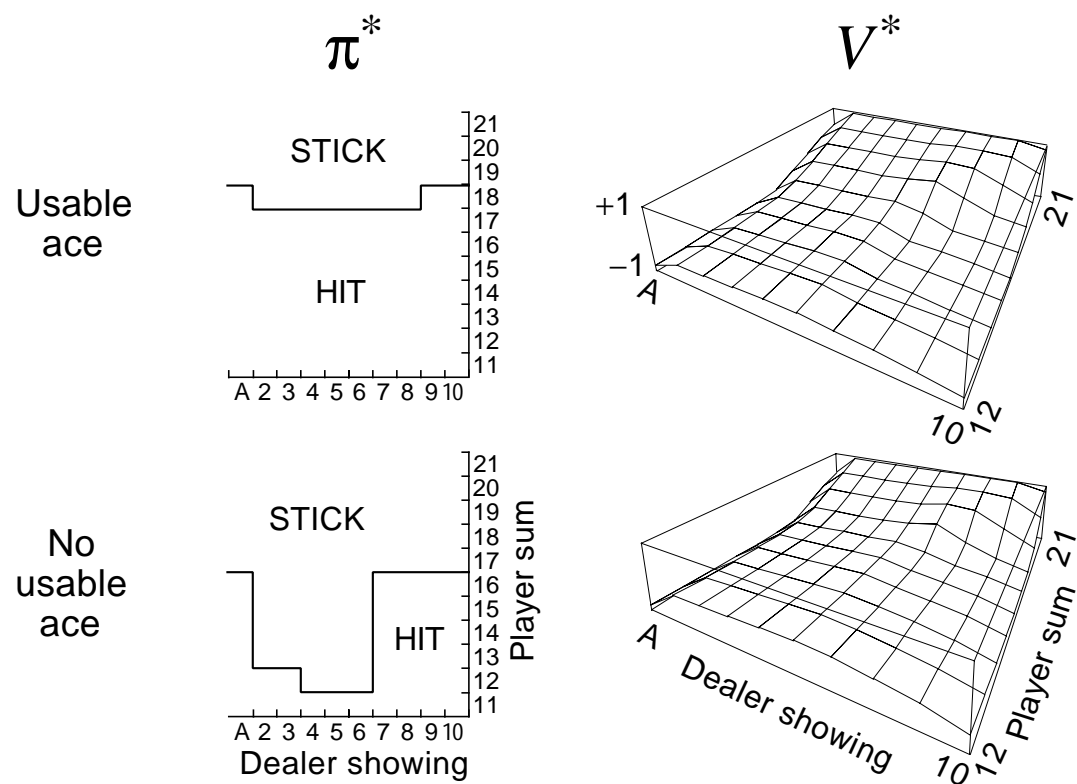 π*
V*
Usable
ace
STICK
HIT
21
20
19
18
17
16
15
14
13
12
11
A 2 3 4 5 6 7 8 9 10
+1
−1
A
10
12
21
No
usable
ace
STICK
HIT
21
20
19
18
17
16
15
14
13
12
11
Player sum
A 2 3 4 5 6 7 8 9 10
Dealer showing
A
Dealer showing
10
12
Player sum
21